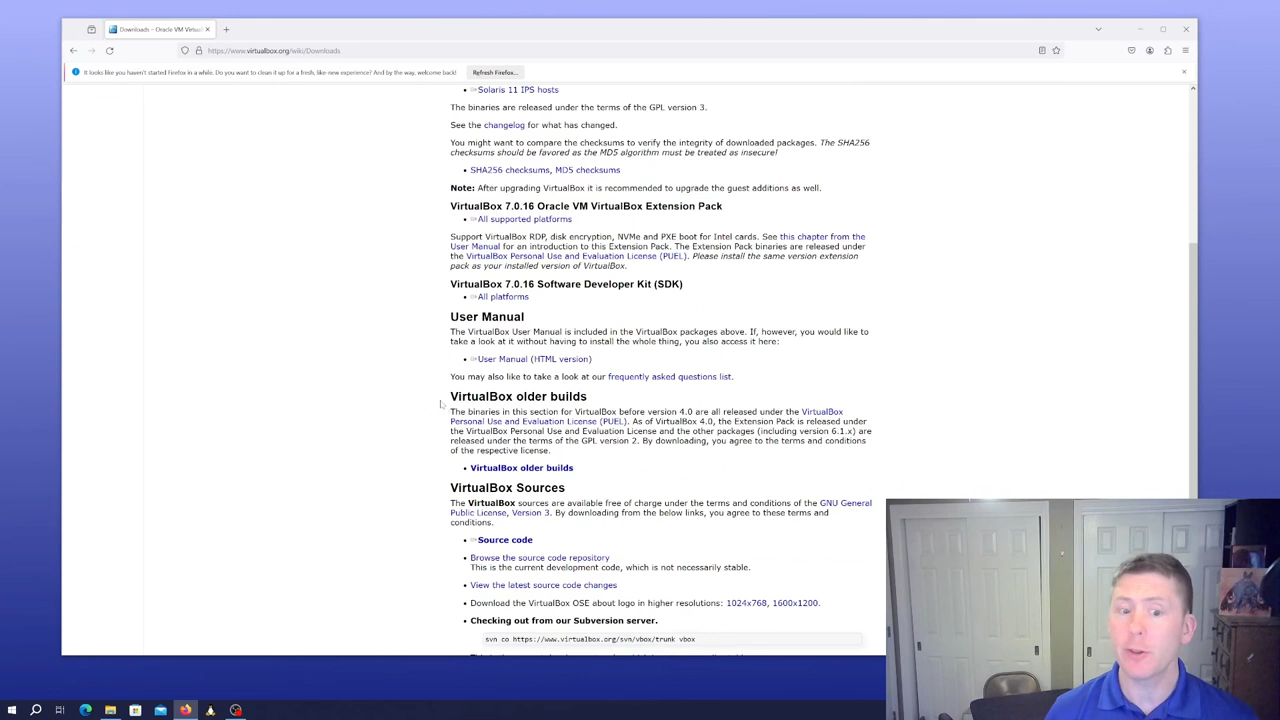 Downloads – Oracle VM Virtual
https://www.virtualbox.org/wiki/Downloads
It looks like you haven't started Firefox in a while. Do you want to clean it up for a fresh, like-new experience? And by the way, welcome back!
Refresh Firefox...
Solaris 11 IPS hosts
The binaries are released under the terms of the GPL version 3.
See the changelog for what has changed.
You might want to compare the checksums to verify the integrity of downloaded packages. The SHA256
checksums should be favored as the MD5 algorithm must be treated as insecure!
SHA256 checksums, MD5 checksums
Note: After upgrading VirtualBox it is recommended to upgrade the guest additions as well.
VirtualBox 7.0.16 Oracle VM VirtualBox Extension Pack
All supported platforms
Support VirtualBox RDP, disk encryption, NVMe and PXE boot for Intel cards. See this chapter from the
User Manual for an introduction to this Extension Pack. The Extension Pack binaries are released under
the VirtualBox Personal Use and Evaluation License (PUEL). Please install the same version extension
pack as your installed version of VirtualBox.
VirtualBox 7.0.16 Software Developer Kit (SDK)
All platforms
User Manual
The VirtualBox User Manual is included in the VirtualBox packages above. If, however, you would like to
take a look at it without having to install the whole thing, you also access it here:
User Manual (HTML version)
You may also like to take a look at our frequently asked questions list.
VirtualBox older builds
The binaries in this section for VirtualBox before version 4.0 are all released under the VirtualBox
Personal Use and Evaluation License (PUEL). As of VirtualBox 4.0, the Extension Pack is released under
the VirtualBox Personal Use and Evaluation License and the other packages (including version 6.1.x) are
released under the terms of the GPL version 2. By downloading, you agree to the terms and conditions
of the respective license.
VirtualBox older builds
VirtualBox Sources
The VirtualBox sources are available free of charge under the terms and conditions of the GNU General
Public License, Version 3. By downloading from the below links, you agree to these terms and
conditions.
Source code
Browse the source code repository
This is the current development code, which is not necessarily stable.
View the latest source code changes
Download the VirtualBox OSE about logo in higher resolutions: 1024x768, 1600x1200.
Checking out from our Subversion server.
svn co https://www.virtualbox.org/svn/vbox/trunk vbox